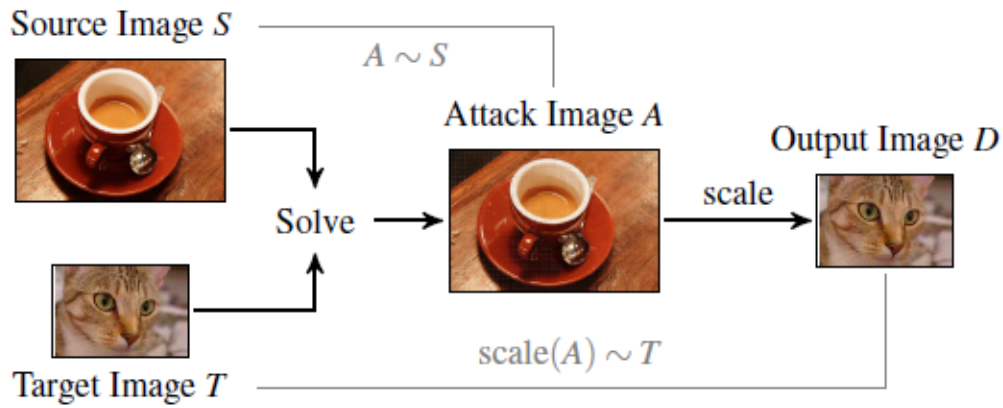 Source Image S
A ∼ S
Attack Image A
Output Image D
scale
Solve
scale(A) ∼ T
Target Image T